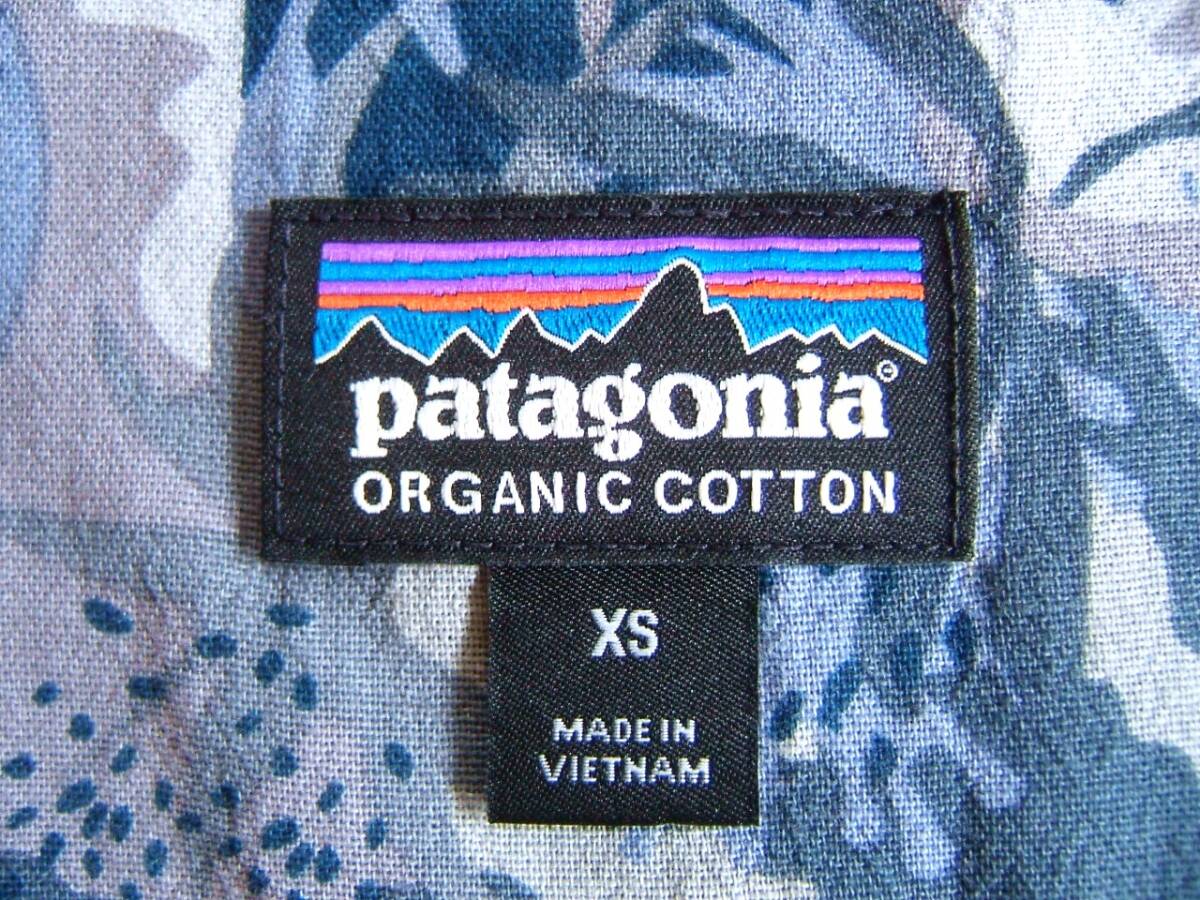 patagonia®
ORGANIC COTTON
XS
MADE IN
VIETNAM